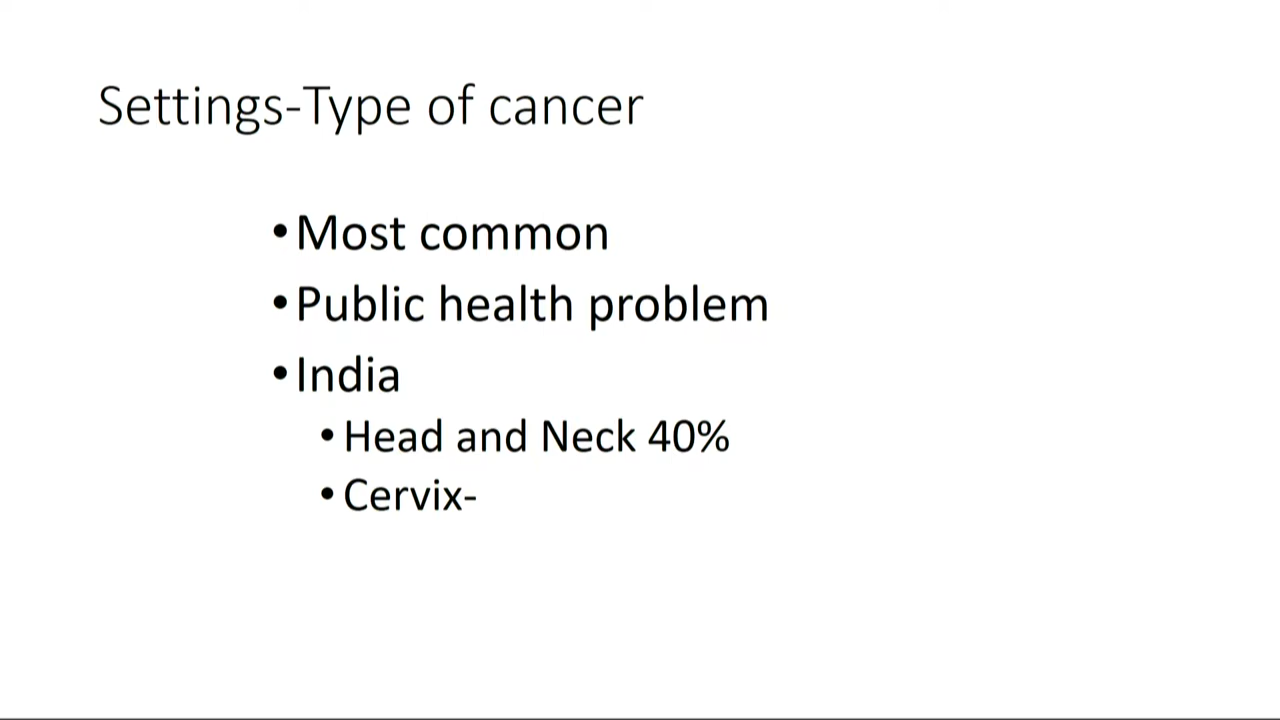 Settings-Type of cancer
• Most common
• Public health problem
• India
• Head and Neck 40%
• Cervix-